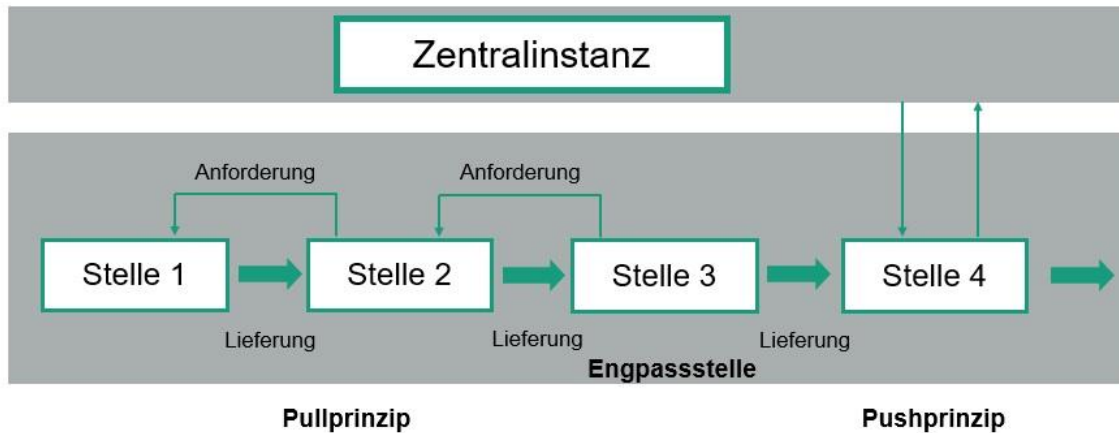 Zentralinstanz
Anforderung
Anforderung
Stelle 1
Stelle 2
Stelle 3
Stelle 4
Lieferung
Lieferung
Lieferung
Engpassstelle
Pullprinzip
Pushprinzip